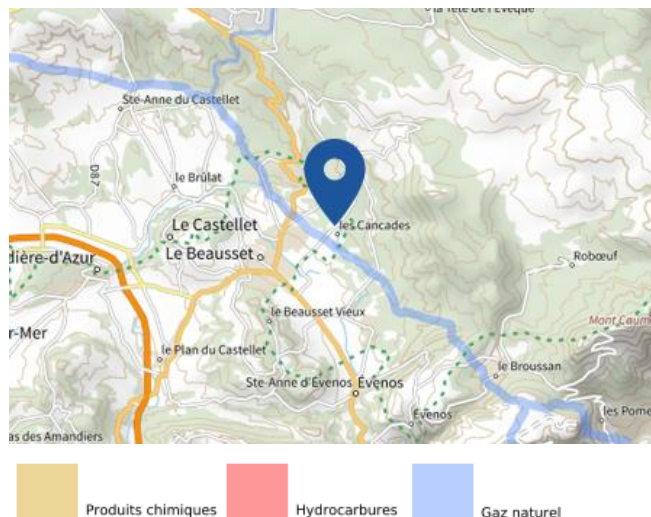 la Tête de l'Evêque
Ste-Anne du Castellet
D87
le Brûlat
Le Castellet
les Cancades
dière-d'Azur
Le Beausset
Robœuf
le Beausset Vieux
Mont Caum
r-Mer
le Plan du Castellet
le Broussan
Ste-Anne d'Évenos
Évenos
Évenos
les Pome
as des Amandiers
Produits chimiques
Hydrocarbures
Gaz naturel